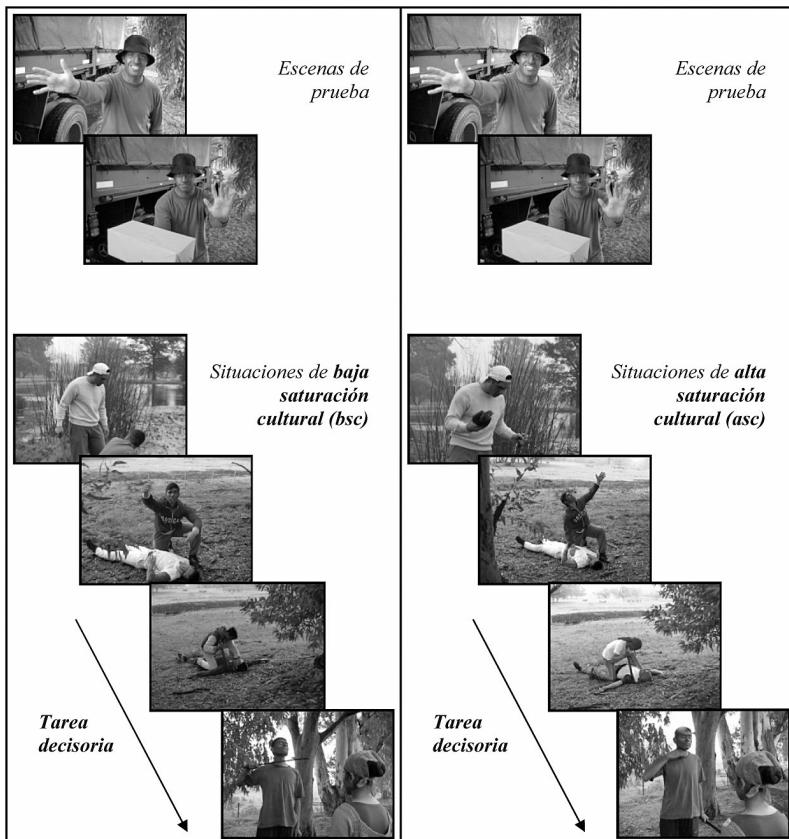 Escenas de
prueba
Escenas de
prueba
Situaciones de baja
saturación
cultural (bsc)
Situaciones de alta
saturación
cultural (asc)
Tarea
decisoria
Tarea
decisoria